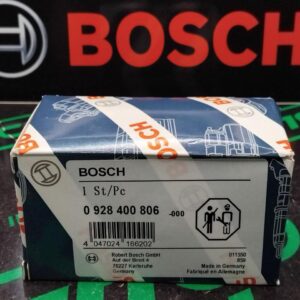 BOSCH
BOSCH
1 St/Pc
0 928 400 806 -000
4 047024 166202
Robert Bosch GmbH
Auf der Breit 4
76227 Karlsruhe
Germany
Made in Germany
Fabriqué en Allemagne